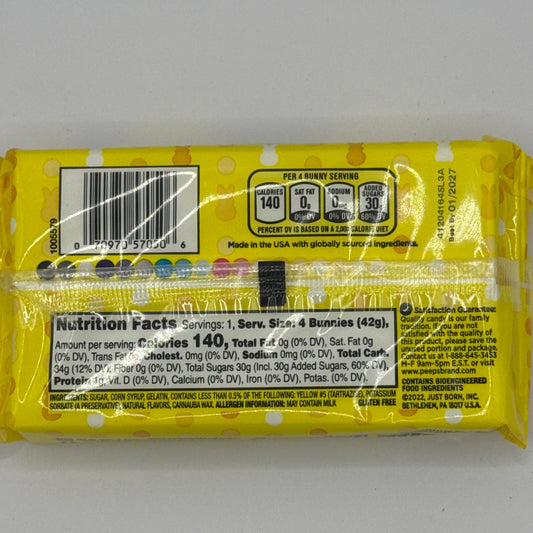 PER 4 BUNNY SERVING
CALORIES
140
SAT FAT
0g
0% DV
SODIUM
0mg
0% DV
ADDED
SUGARS
30g
60% DV
PERCENT DV IS BASED ON A 2,000 CALORIE DIET
Made in the USA with globally sourced ingredients.
1005579
0 70970 57050 6
412041645L3A
Best By 01/2027
Nutrition Facts Servings: 1, Serv. Size: 4 Bunnies (42g),
Amount per serving: Calories 140, Total Fat 0g (0% DV), Sat. Fat 0g
(0% DV), Trans Fat 0g, Cholest. 0mg (0% DV), Sodium 0mg (0% DV), Total Carb.
34g (12% DV), Fiber 0g (0% DV), Total Sugars 30g (Incl. 30g Added Sugars, 60% DV),
Protein 1g, Vit. D (0% DV), Calcium (0% DV), Iron (0% DV), Potas. (0% DV).
INGREDIENTS: SUGAR, CORN SYRUP, GELATIN, CONTAINS LESS THAN 0.5% OF THE FOLLOWING: YELLOW #5 (TARTRAZINE), POTASSIUM
SORBATE (A PRESERVATIVE), NATURAL FLAVORS, CARNAUBA WAX. ALLERGEN INFORMATION: MAY CONTAIN MILK
GLUTEN FREE
Satisfaction Guarantee:
Quality candy is our family
tradition. If you are not
satisfied with the quality of
this product, please save the
unused portion and package.
Contact us at 1-888-645-3453
M-F 9am-5pm E.S.T. or visit
www.peepsbrand.com
CONTAINS BIOENGINEERED
FOOD INGREDIENTS
©2022, JUST BORN, INC.
BETHLEHEM, PA 18017 U.S.A.